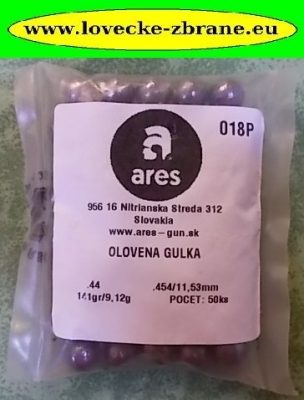 www.lovecke-zbrane.eu
018P
ares
956 16 Nitrianska Streda 312
Slovakia
www.ares-gun.sk
OLOVENA GULKA
.44 .454/11,53mm
141gr/9,12g POCET: 50ks